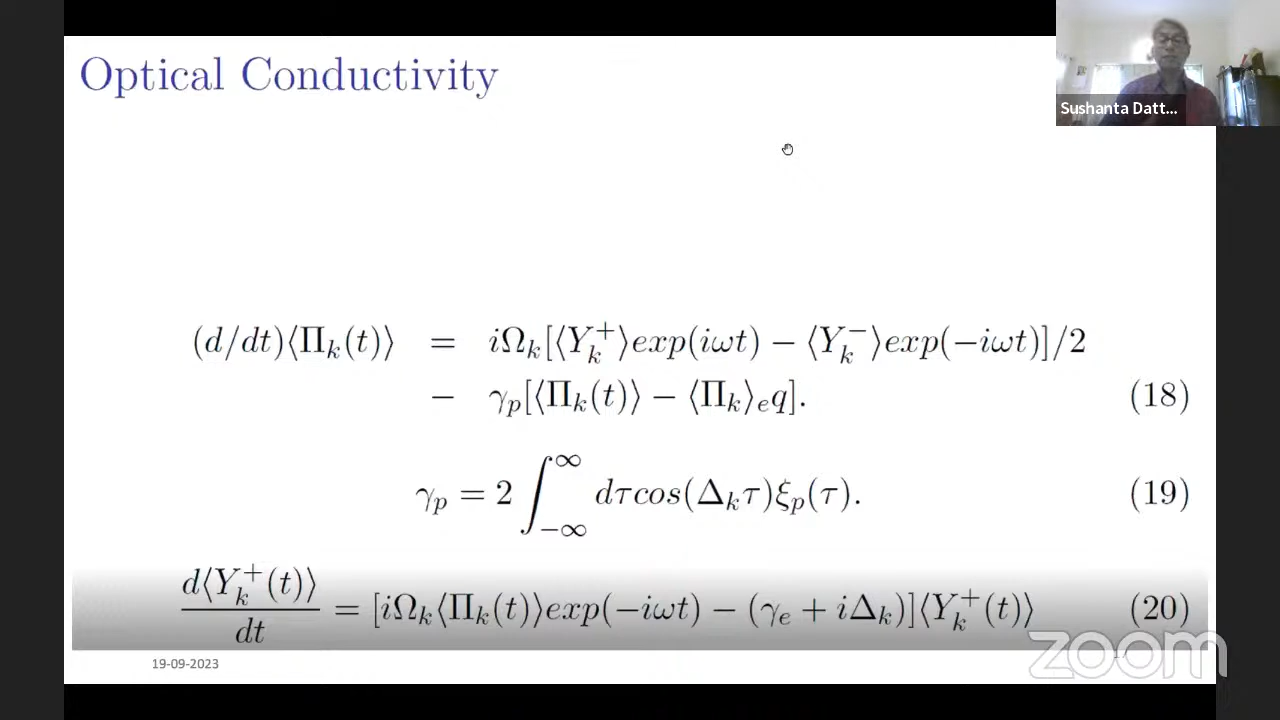 Optical Conductivity
Sushanta Datt...
(d/dt)⟨Π_k(t)⟩ = iΩ_k[⟨Y_k^+⟩exp(iωt) − ⟨Y_k^−⟩exp(−iωt)]/2
− γ_p[⟨Π_k(t)⟩ − ⟨Π_k⟩_e q]. (18)
γ_p = 2 ∫_{−∞}^{∞} dτcos(Δ_kτ)ξ_p(τ). (19)
d⟨Y_k^+(t)⟩/dt = [iΩ_k⟨Π_k(t)⟩exp(−iωt) − (γ_e + iΔ_k)]⟨Y_k^+(t)⟩ (20)
19-09-2023
zoom